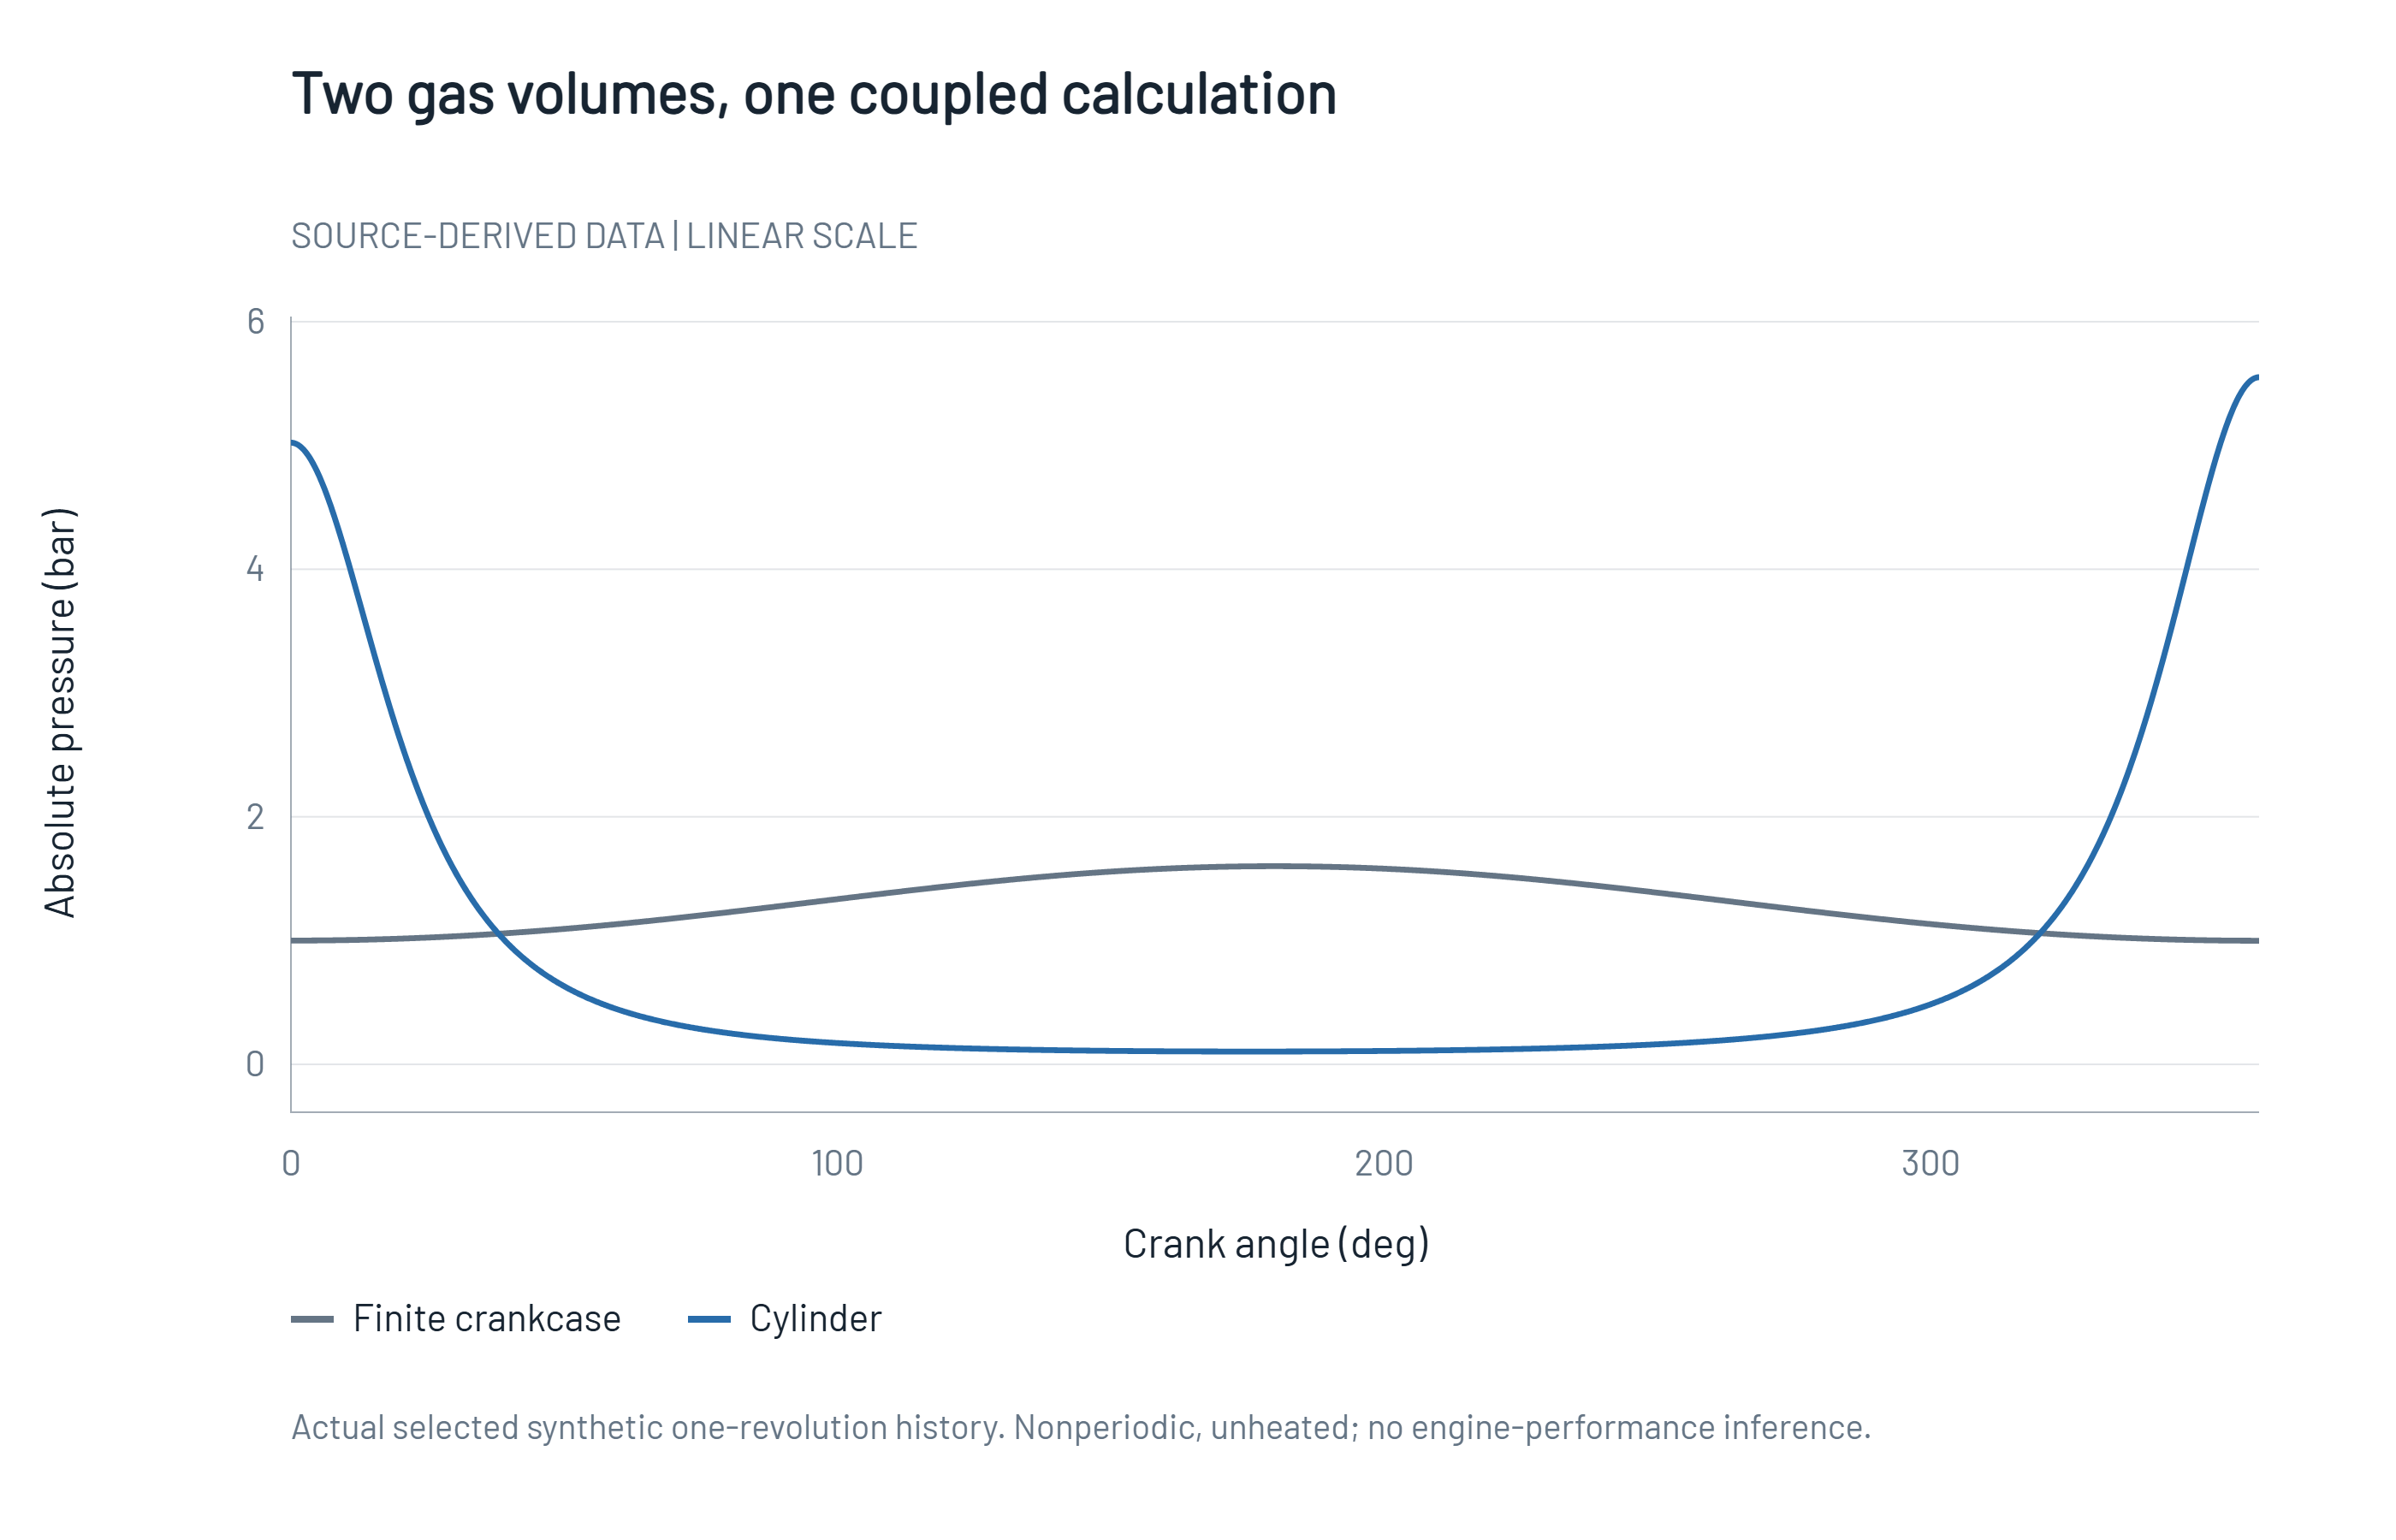 Two gas volumes, one coupled calculation
SOURCE-DERIVED DATA | LINEAR SCALE
Absolute pressure (bar)
6
4
2
0
0 100 200 300
Crank angle (deg)
Finite crankcase Cylinder
Actual selected synthetic one-revolution history. Nonperiodic, unheated; no engine-performance inference.